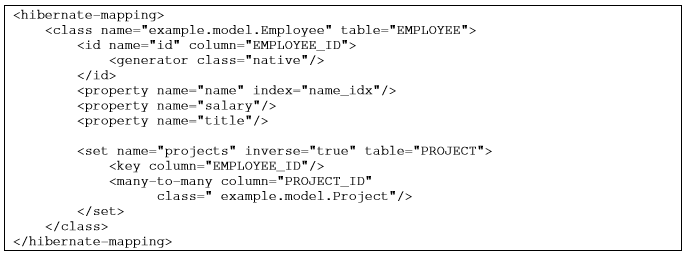 <hibernate-mapping>
    <class name="example.model.Employee" table="EMPLOYEE">
        <id name="id" column="EMPLOYEE_ID">
            <generator class="native"/>
        </id>
        <property name="name" index="name_idx"/>
        <property name="salary"/>
        <property name="title"/>

        <set name="projects" inverse="true" table="PROJECT">
            <key column="EMPLOYEE_ID"/>
            <many-to-many column="PROJECT_ID"
                  class=" example.model.Project"/>
        </set>
    </class>
</hibernate-mapping>